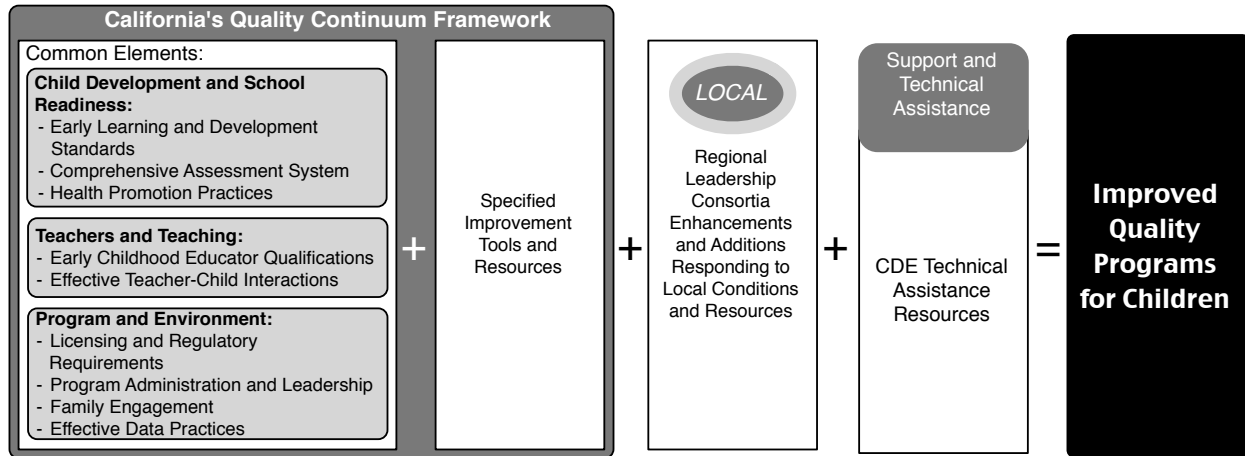 California's Quality Continuum Framework
Common Elements:
Child Development and School
Readiness:
- Early Learning and Development
Standards
- Comprehensive Assessment System
- Health Promotion Practices
Teachers and Teaching:
- Early Childhood Educator Qualifications
- Effective Teacher-Child Interactions
Program and Environment:
- Licensing and Regulatory
Requirements
- Program Administration and Leadership
- Family Engagement
- Effective Data Practices
+
Specified
Improvement
Tools and
Resources
+
LOCAL
Regional
Leadership
Consortia
Enhancements
and Additions
Responding to
Local Conditions
and Resources
+
Support and
Technical
Assistance
CDE Technical
Assistance
Resources
=
Improved
Quality
Programs
for Children